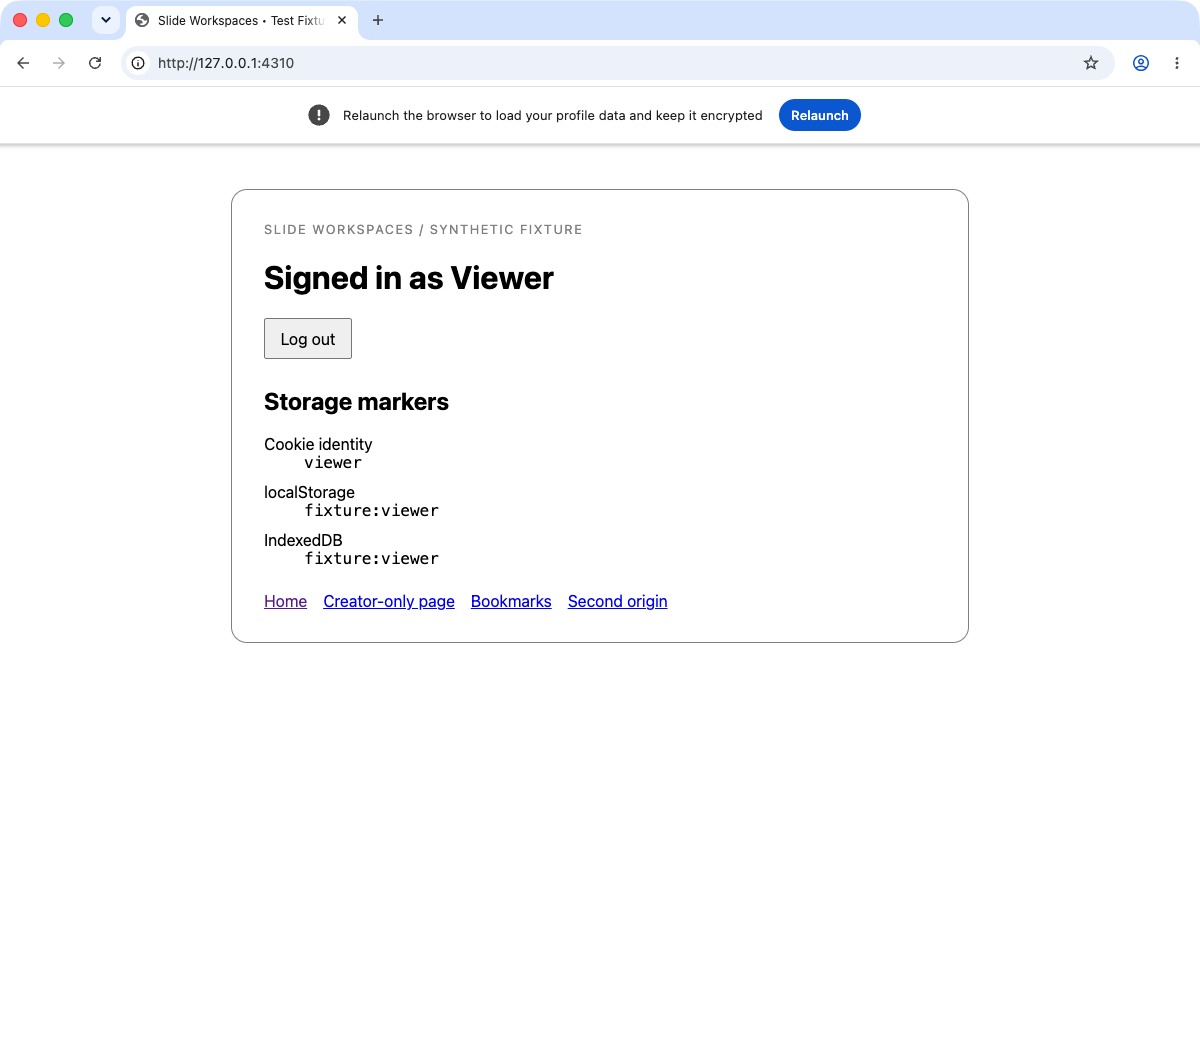 Slide Workspaces • Test Fixtu
http://127.0.0.1:4310
Relaunch the browser to load your profile data and keep it encrypted
Relaunch
SLIDE WORKSPACES / SYNTHETIC FIXTURE
Signed in as Viewer
Log out
Storage markers
Cookie identity
viewer
localStorage
fixture:viewer
IndexedDB
fixture:viewer
Home Creator-only page Bookmarks Second origin